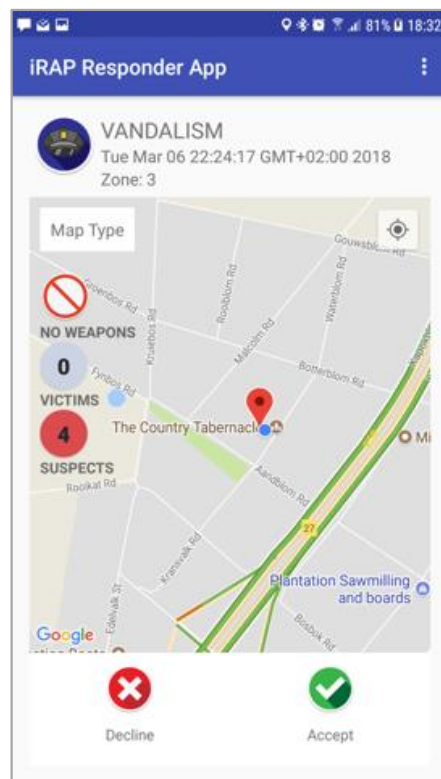 81% 18:32
iRAP Responder App
VANDALISM
Tue Mar 06 22:24:17 GMT+02:00 2018
Zone: 3
Map Type
Gouwsblom
Groenbos Rd
Rooiblom Rd
Waterblom Rd
Krusebos Rd
Malcolm Rd
NO WEAPONS
Botterblom Rd
0
Fynbos Rd
VICTIMS
4
The Country Tabernacle
Mi
SUSPECTS
Rooikat Rd
Aandblom Rd
27
Kransvalk Rd
Plantation Sawmilling
and boards
Edelvalk St
Bosbok Rd
Google
Decline
Accept